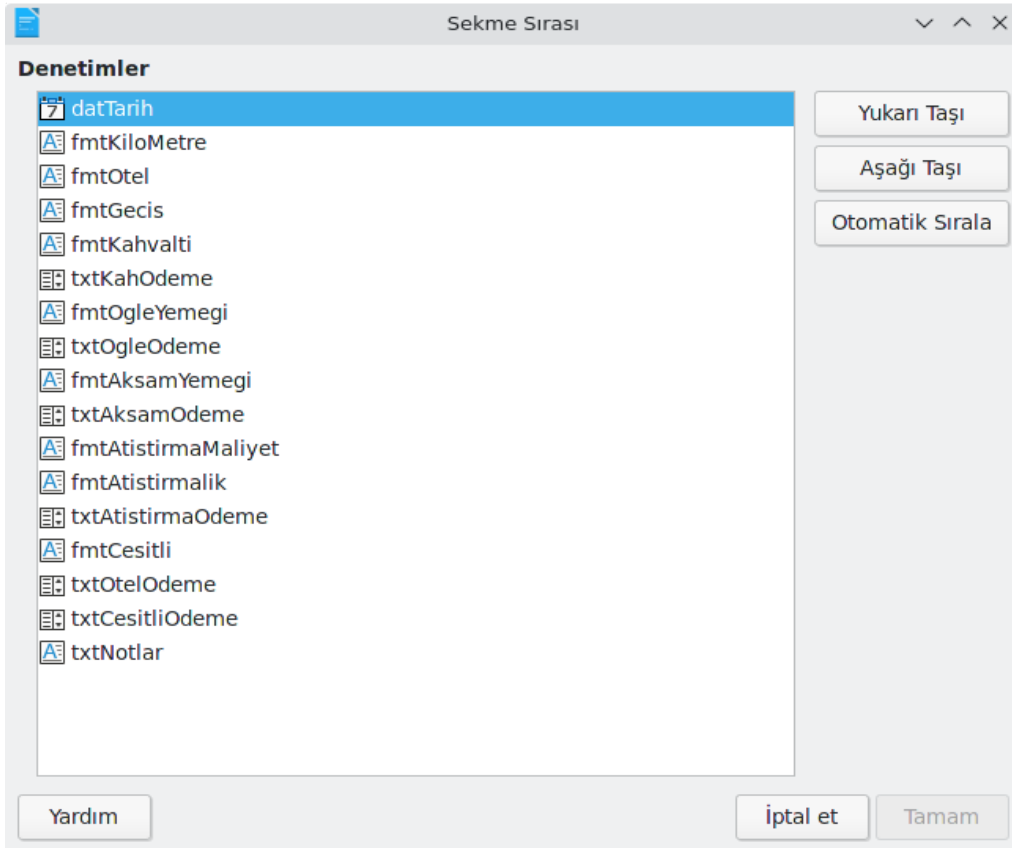 Sekme Sırası
Denetimler
datTarih
fmtKiloMetre
fmtOtel
fmtGecis
fmtKahvalti
txtKahOdeme
fmtOgleYemegi
txtOgleOdeme
fmtAksamYemegi
txtAksamOdeme
fmtAtistirmaMaliyet
fmtAtistirmalik
txtAtistirmaOdeme
fmtCesitli
txtOtelOdeme
txtCesitliOdeme
txtNotlar
Yukarı Taşı
Aşağı Taşı
Otomatik Sırala
Yardım
İptal et
Tamam